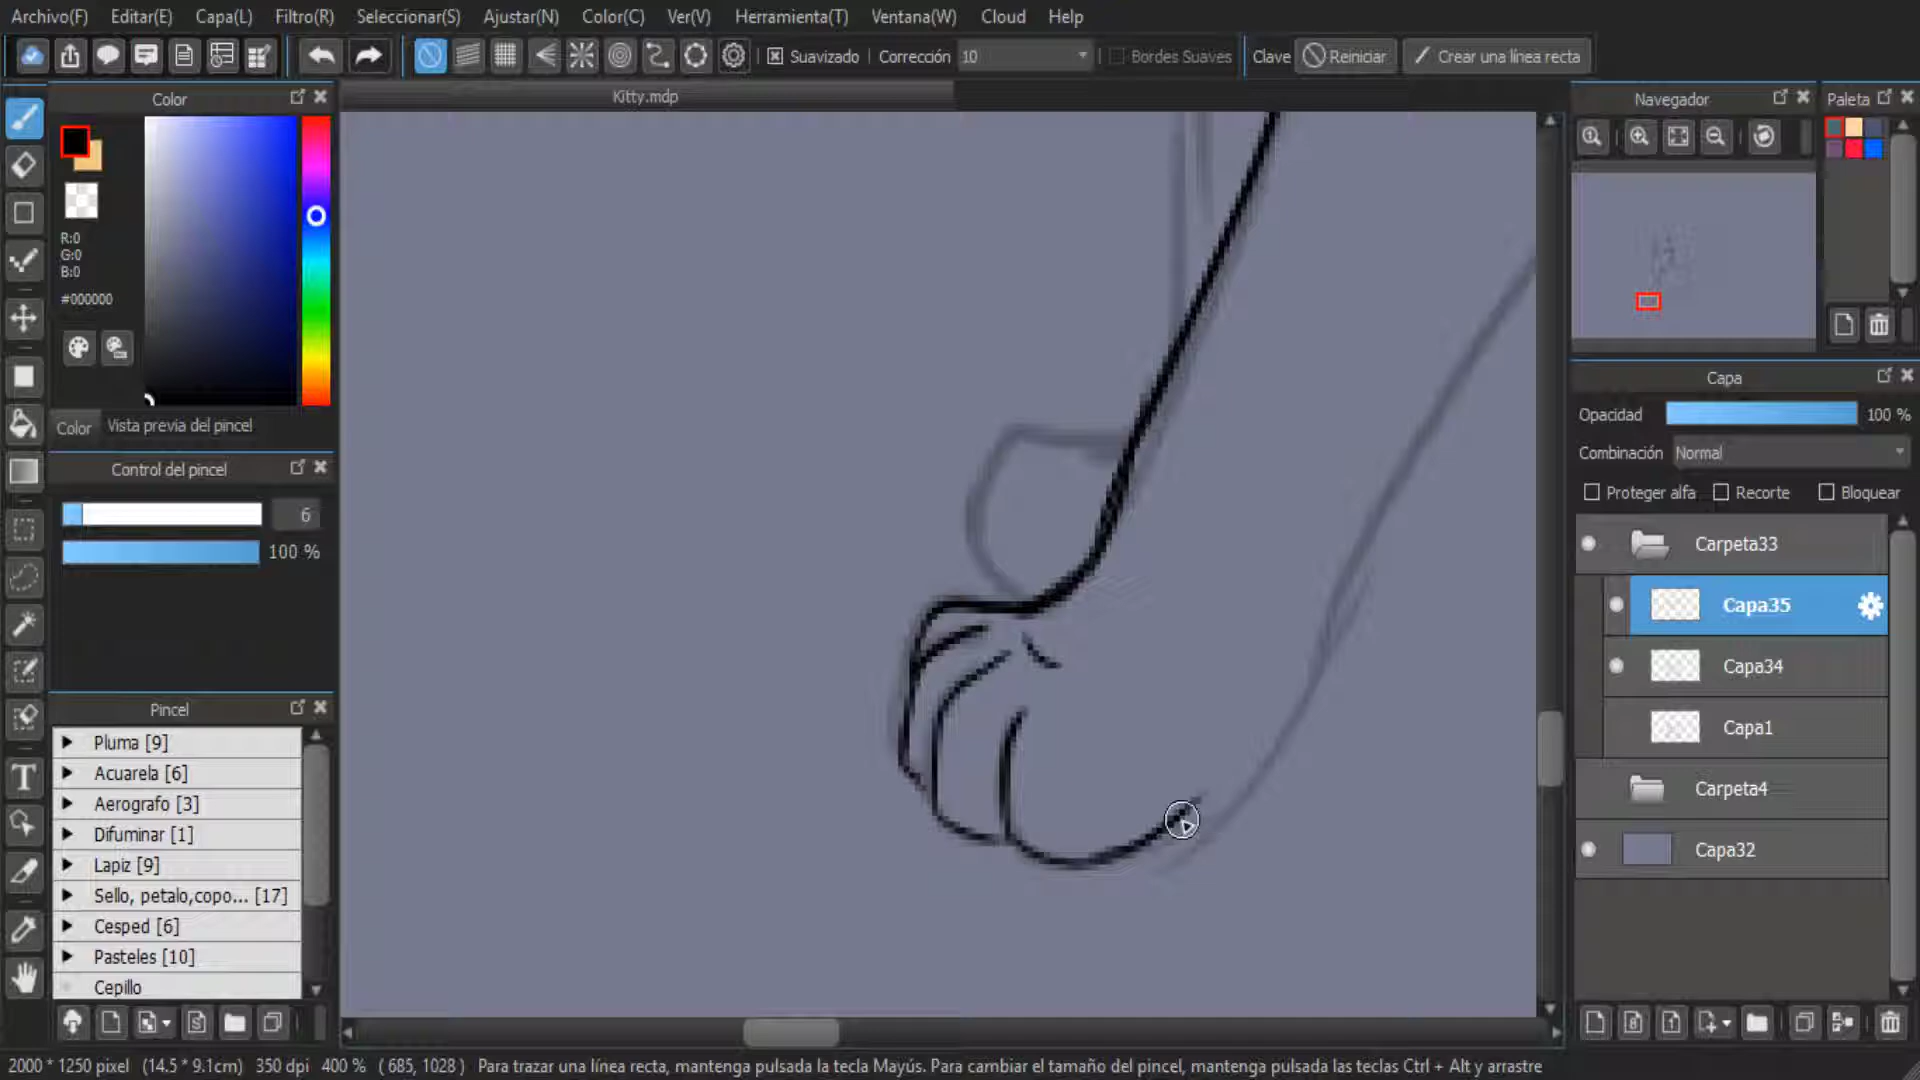 Archivo(F) Editar(E) Capa(L) Filtro(R) Seleccionar(S) Ajustar(N) Color(C) Ver(V) Herramienta(T) Ventana(W) Cloud Help
Suavizado Corrección 10 Bordes Suaves Clave Reiniciar Crear una línea recta
Color
Kitty.mdp
R:0
G:0
B:0
#000000
Color Vista previa del pincel
Control del pincel
6
100 %
Pincel
Pluma [9]
Acuarela [6]
Aerografo [3]
Difuminar [1]
Lapiz [9]
Sello, petalo,copo... [17]
Cesped [6]
Pasteles [10]
Cepillo
Navegador
Paleta
Capa
Opacidad 100 %
Combinación Normal
Proteger alfa Recorte Bloquear
Carpeta33
Capa35
Capa34
Capa1
Carpeta4
Capa32
2000 * 1250 pixel (14.5 * 9.1cm) 350 dpi 400 % ( 685, 1028 ) Para trazar una línea recta, mantenga pulsada la tecla Mayús. Para cambiar el tamaño del pincel, mantenga pulsada las teclas Ctrl + Alt y arrastre